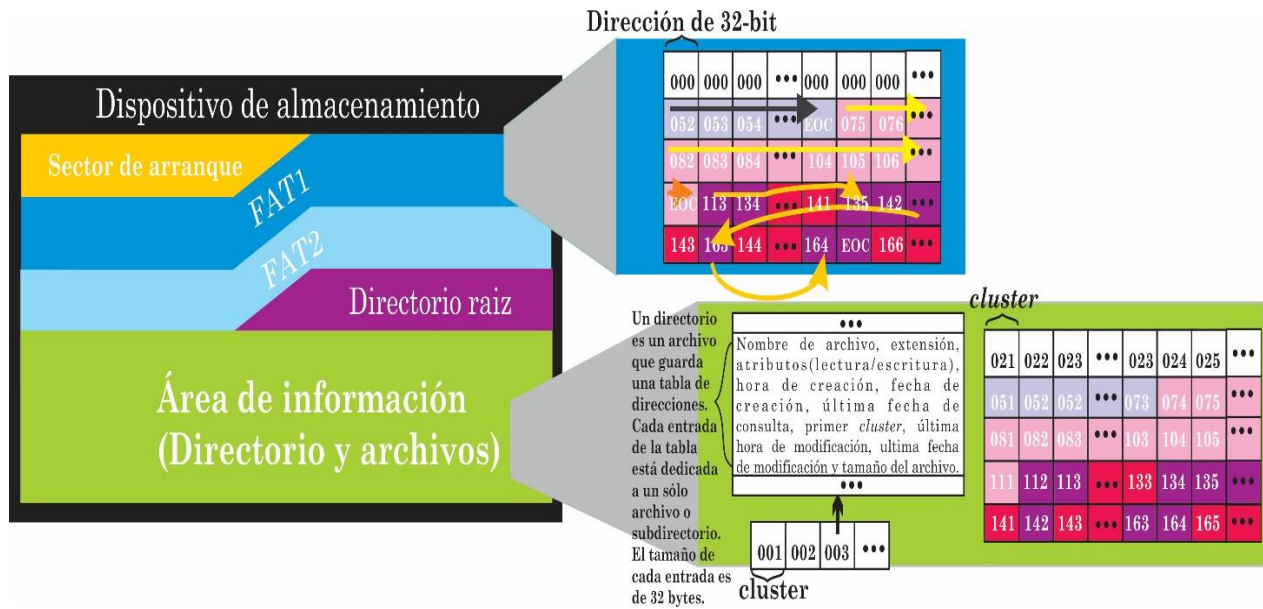 Dirección de 32-bit
000 000 000 ••• 000 000 000 •••
052 053 054 ••• EOC 075 076 •••
082 083 084 ••• 104 105 106 •••
EOC 113 134 ••• 141 135 142 •••
143 163 144 ••• 164 EOC 166 •••
Dispositivo de almacenamiento
Sector de arranque
FAT1
FAT2
Directorio raiz
Área de información
(Directorio y archivos)
Un directorio
es un archivo
que guarda
una tabla de
direcciones.
Cada entrada
de la tabla
está dedicada
a un sólo
archivo o
subdirectorio.
El tamaño de
cada entrada es
de 32 bytes.
•••
Nombre de archivo, extensión,
atributos(lectura/escritura),
hora de creación, fecha de
creación, última fecha de
consulta, primer cluster, última
hora de modificación, ultima fecha
de modificación y tamaño del archivo.
•••
001 002 003 •••
cluster
cluster
021 022 023 ••• 023 024 025 •••
051 052 052 ••• 073 074 075 •••
081 082 083 ••• 103 104 105 •••
111 112 113 ••• 133 134 135 •••
141 142 143 ••• 163 164 165 •••